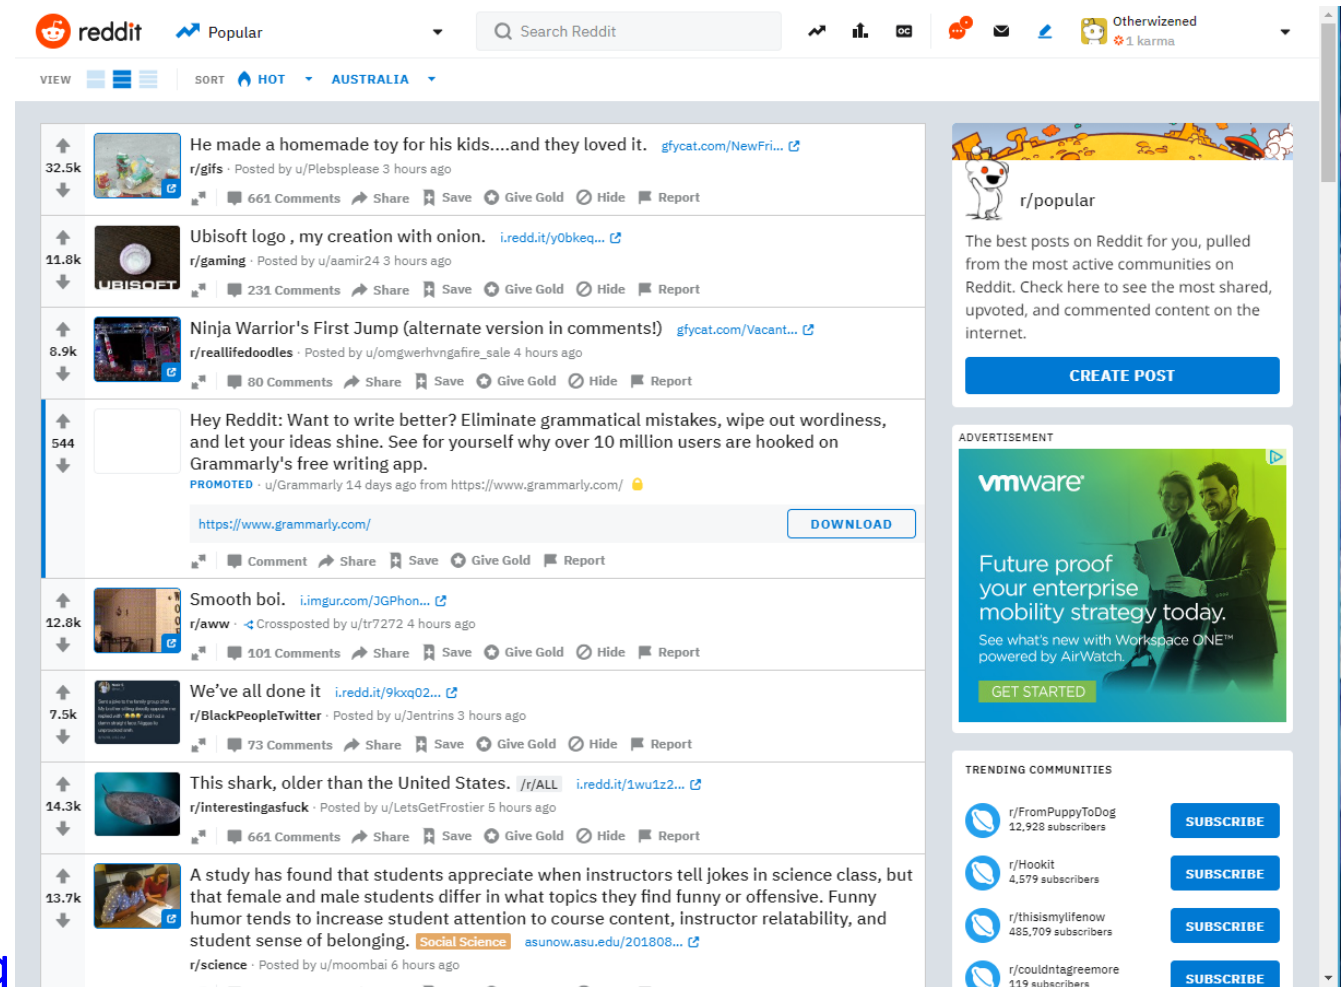 reddit
Popular
Search Reddit
Otherwizened
1 karma
VIEW
SORT HOT AUSTRALIA
32.5k
He made a homemade toy for his kids....and they loved it. gfycat.com/NewFri...
r/gifs · Posted by u/Plebsplease 3 hours ago
661 Comments Share Save Give Gold Hide Report
11.8k
UBISOFT
Ubisoft logo , my creation with onion. i.redd.it/y0bkeq...
r/gaming · Posted by u/aamir24 3 hours ago
231 Comments Share Save Give Gold Hide Report
8.9k
Ninja Warrior's First Jump (alternate version in comments!) gfycat.com/Vacant...
r/reallifedoodles · Posted by u/omgwerhvngafire_sale 4 hours ago
80 Comments Share Save Give Gold Hide Report
544
Hey Reddit: Want to write better? Eliminate grammatical mistakes, wipe out wordiness,
and let your ideas shine. See for yourself why over 10 million users are hooked on
Grammarly's free writing app.
PROMOTED · u/Grammarly 14 days ago from https://www.grammarly.com/
https://www.grammarly.com/
DOWNLOAD
Comment Share Save Give Gold Report
12.8k
Smooth boi. i.imgur.com/JGPhon...
r/aww · Crossposted by u/tr7272 4 hours ago
101 Comments Share Save Give Gold Hide Report
7.5k
We've all done it i.redd.it/9kxq02...
r/BlackPeopleTwitter · Posted by u/Jentrins 3 hours ago
73 Comments Share Save Give Gold Hide Report
14.3k
This shark, older than the United States. /r/ALL i.redd.it/1wu1z2...
r/interestingasfuck · Posted by u/LetsGetFrostier 5 hours ago
661 Comments Share Save Give Gold Hide Report
13.7k
A study has found that students appreciate when instructors tell jokes in science class, but
that female and male students differ in what topics they find funny or offensive. Funny
humor tends to increase student attention to course content, instructor relatability, and
student sense of belonging. Social Science asunow.asu.edu/201808...
r/science · Posted by u/moombai 6 hours ago
r/popular
The best posts on Reddit for you, pulled
from the most active communities on
Reddit. Check here to see the most shared,
upvoted, and commented content on the
internet.
CREATE POST
ADVERTISEMENT
vmware
Future proof
your enterprise
mobility strategy today.
See what's new with Workspace ONE™
powered by AirWatch.
GET STARTED
TRENDING COMMUNITIES
r/FromPuppyToDog
12,928 subscribers
SUBSCRIBE
r/Hookit
4,579 subscribers
SUBSCRIBE
r/thisismylifenow
485,709 subscribers
SUBSCRIBE
r/couldntagreemore
119 subscribers
SUBSCRIBE